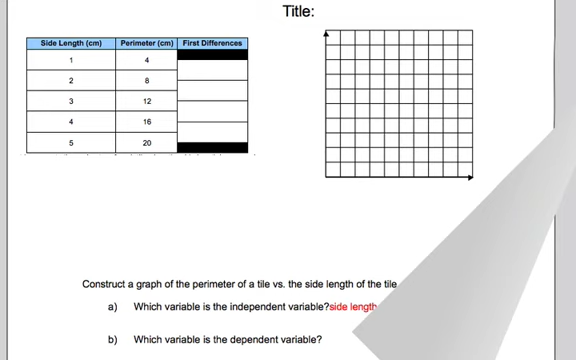 Title:
Side Length (cm) Perimeter (cm) First Differences
1 4
2 8
3 12
4 16
5 20
Construct a graph of the perimeter of a tile vs. the side length of the tile
a) Which variable is the independent variable?side length
b) Which variable is the dependent variable?